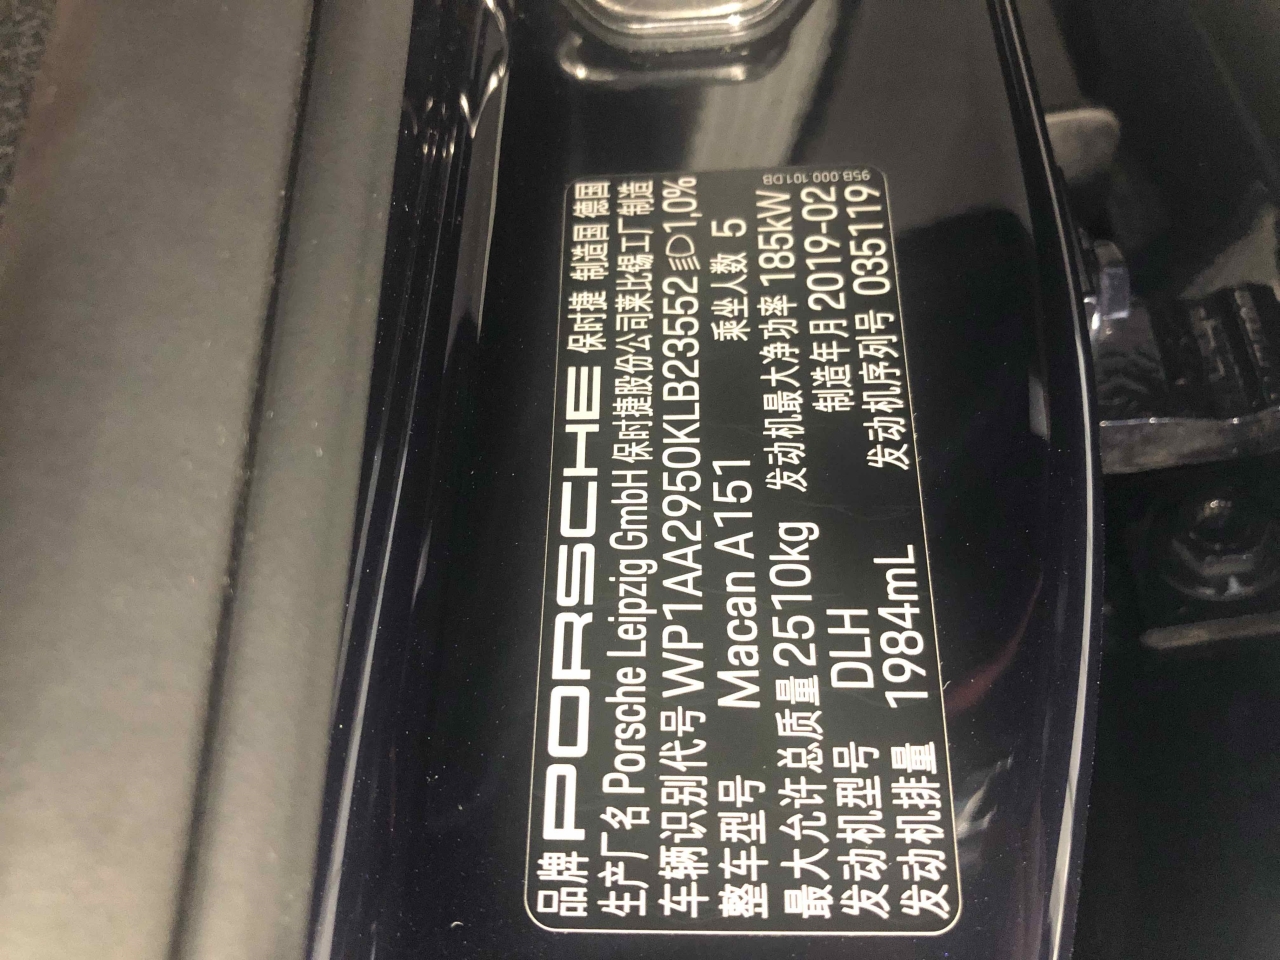 95B.000.101.DB
品牌 PORSCHE 保时捷 制造国 德国
生产厂名 Porsche Leipzig GmbH 保时捷股份公司莱比锡工厂制造
车辆识别代号 WP1AA2950KLB23552 1,0%
整车型号 Macan A151 乘坐人数 5
最大允许总质量 2510kg 发动机最大净功率 185kW
发动机型号 DLH 制造年月 2019-02
发动机排量 1984mL 发动机序列号 035119